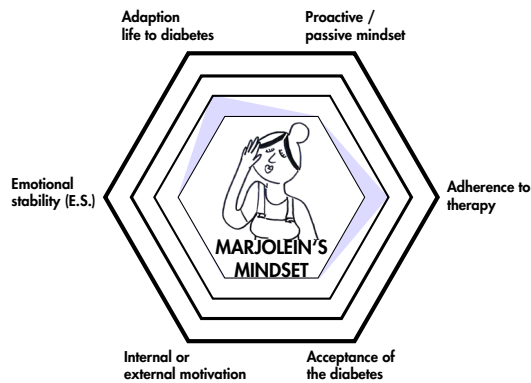 Adaption
life to diabetes
Proactive /
passive mindset
Emotional
stability (E.S.)
Adherence to
therapy
MARJOLEIN'S
MINDSET
Internal or
external motivation
Acceptance of
the diabetes